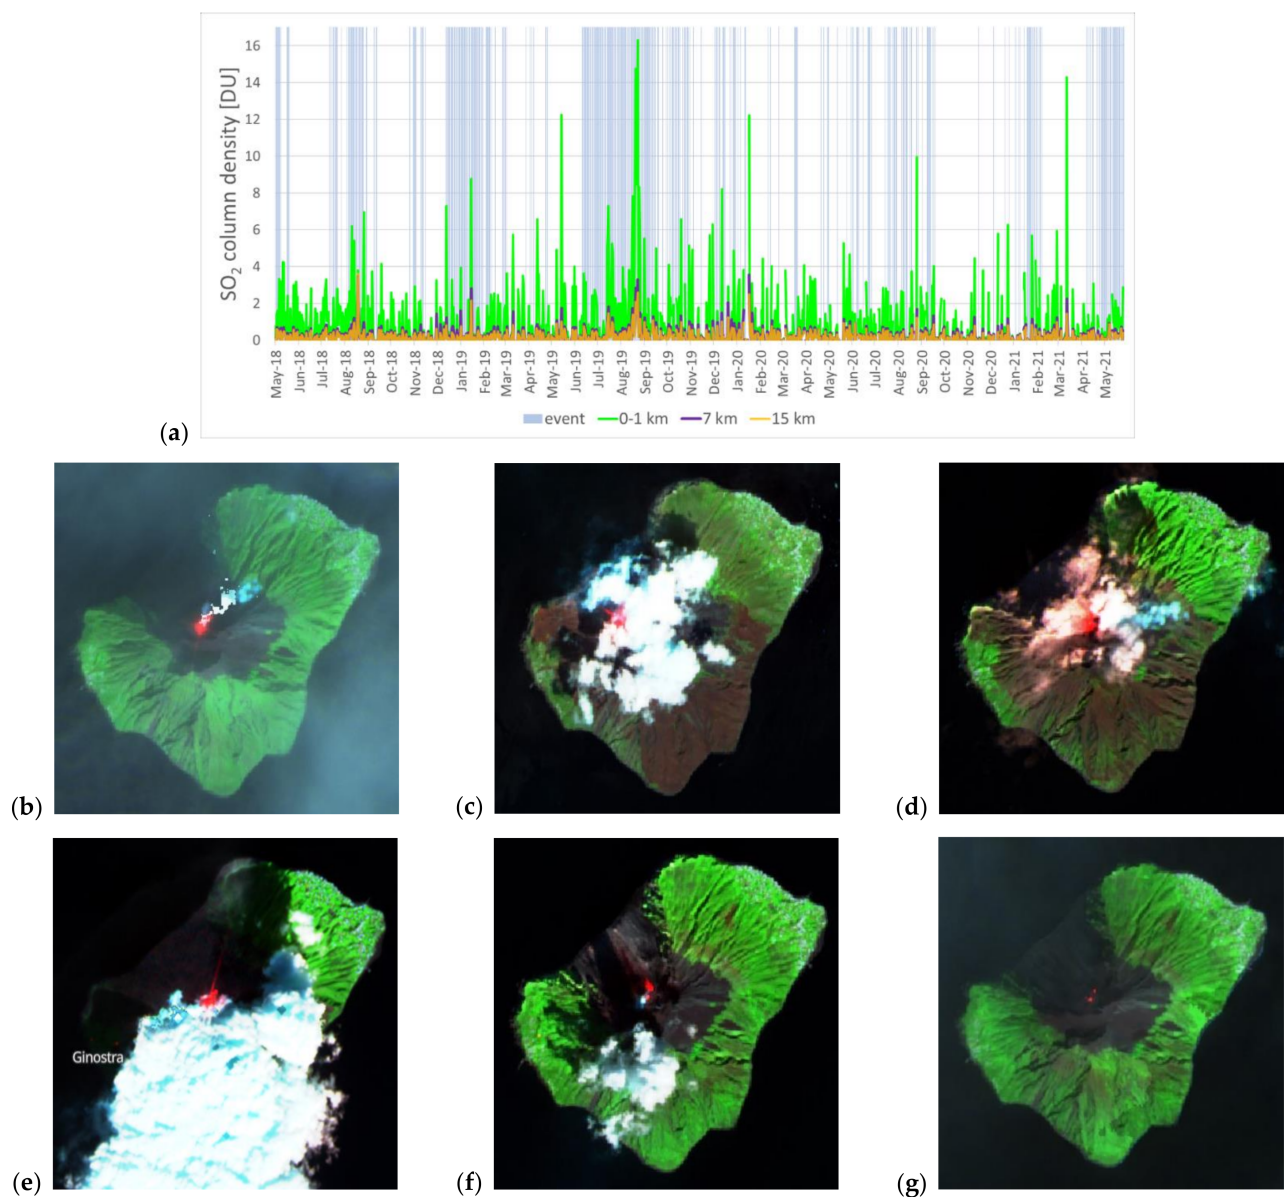 16
14
12
10
8
6
4
2
0
SO2 column density [DU]
May-18 Jun-18 Jul-18 Aug-18 Sep-18 Oct-18 Nov-18 Dec-18 Jan-19 Feb-19 Mar-19 Apr-19 May-19 Jun-19 Jul-19 Aug-19 Sep-19 Oct-19 Nov-19 Dec-19 Jan-20 Feb-20 Mar-20 Apr-20 May-20 Jun-20 Jul-20 Aug-20 Sep-20 Oct-20 Nov-20 Dec-20 Jan-21 Feb-21 Mar-21 Apr-21 May-21
event 0-1 km 7 km 15 km
(a)
(b)
(c)
(d)
Ginostra
(e)
(f)
(g)